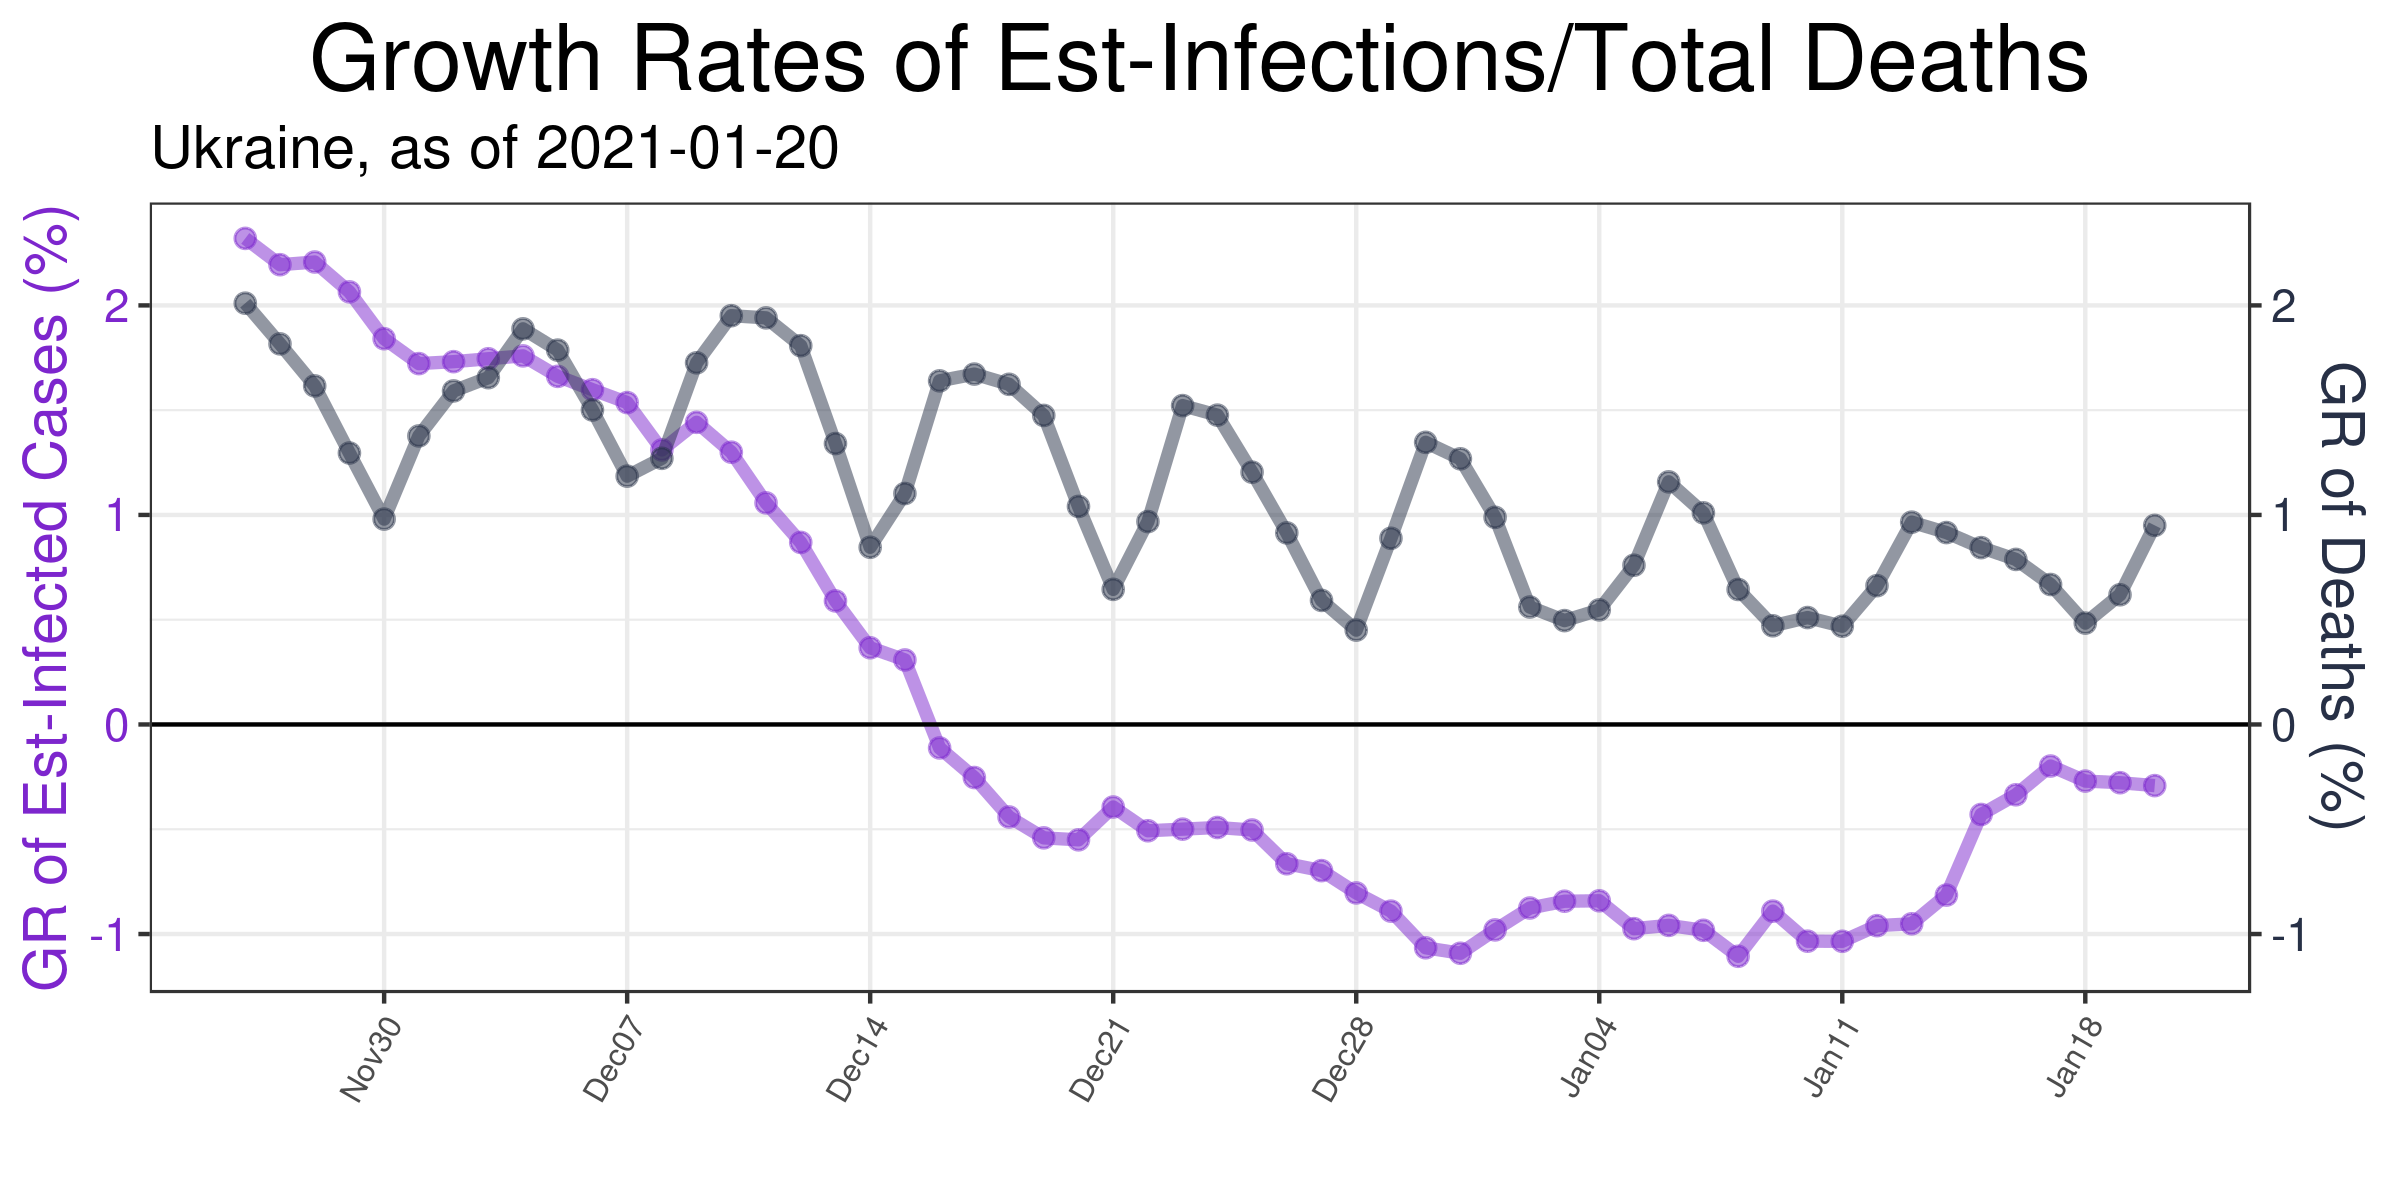 Growth Rates of Est-Infections/Total Deaths
Ukraine, as of 2021-01-20
GR of Est-Infected Cases (%)
2
1
0
-1
2
1
0
-1
GR of Deaths (%)
Nov30
Dec07
Dec14
Dec21
Dec28
Jan04
Jan11
Jan18